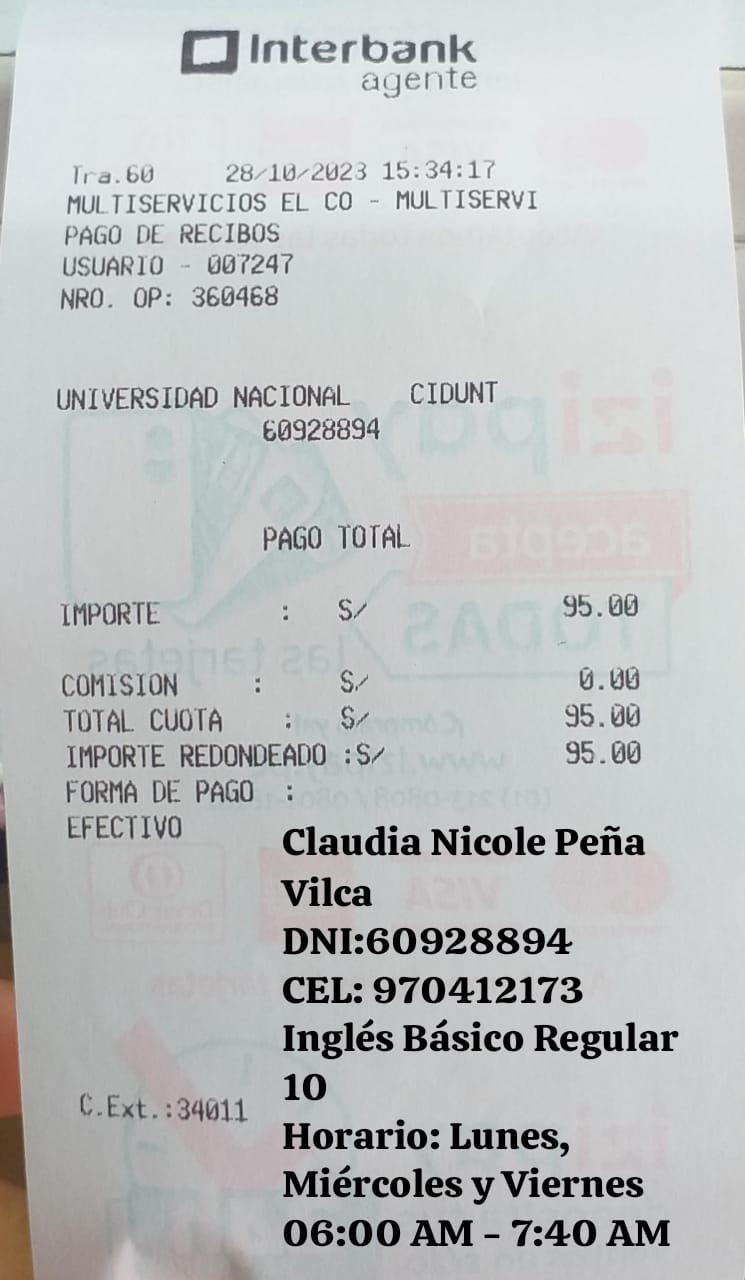 Interbank
agente
Tra.60 28/10/2023 15:34:17
MULTISERVICIOS EL CO - MULTISERVI
PAGO DE RECIBOS
USUARIO - 007247
NRO. OP: 360468
UNIVERSIDAD NACIONAL CIDUNT
60928894
PAGO TOTAL
IMPORTE : S/ 95.00
COMISION : S/ 0.00
TOTAL CUOTA : S/ 95.00
IMPORTE REDONDEADO :S/ 95.00
FORMA DE PAGO :
EFECTIVO
Claudia Nicole Peña
Vilca
DNI:60928894
CEL: 970412173
Inglés Básico Regular
10
C.Ext.:34011
Horario: Lunes,
Miércoles y Viernes
06:00 AM - 7:40 AM